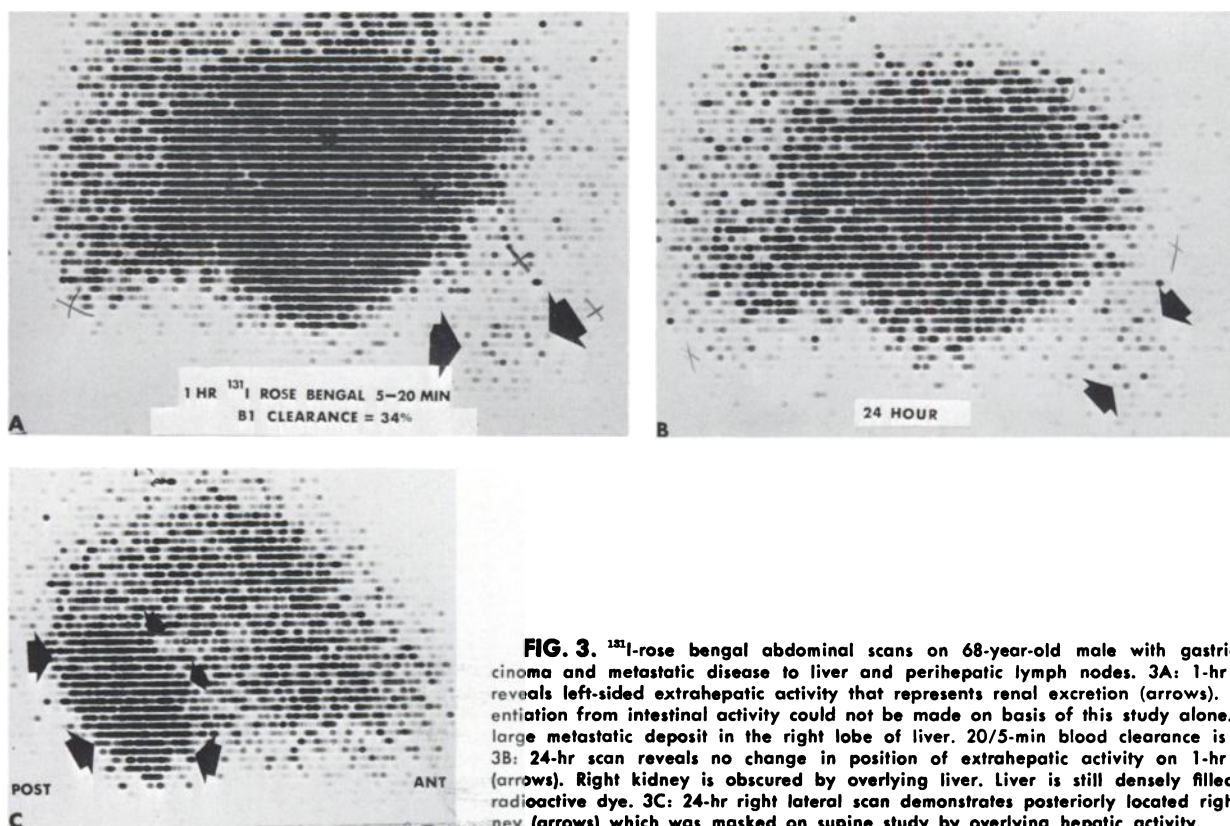 1 HR 131I ROSE BENGAL 5–20 MIN
B1 CLEARANCE = 34%
A
24 HOUR
B
POST
ANT
C
FIG. 3. 131I-rose bengal abdominal scans on 68-year-old male with gastri
cinoma and metastatic disease to liver and perihepatic lymph nodes. 3A: 1-hr
reveals left-sided extrahepatic activity that represents renal excretion (arrows).
entiation from intestinal activity could not be made on basis of this study alone.
large metastatic deposit in the right lobe of liver. 20/5-min blood clearance is
3B: 24-hr scan reveals no change in position of extrahepatic activity on 1-hr
(arrows). Right kidney is obscured by overlying liver. Liver is still densely filled
radioactive dye. 3C: 24-hr right lateral scan demonstrates posteriorly located righ
ney (arrows) which was masked on supine study by overlying hepatic activity.